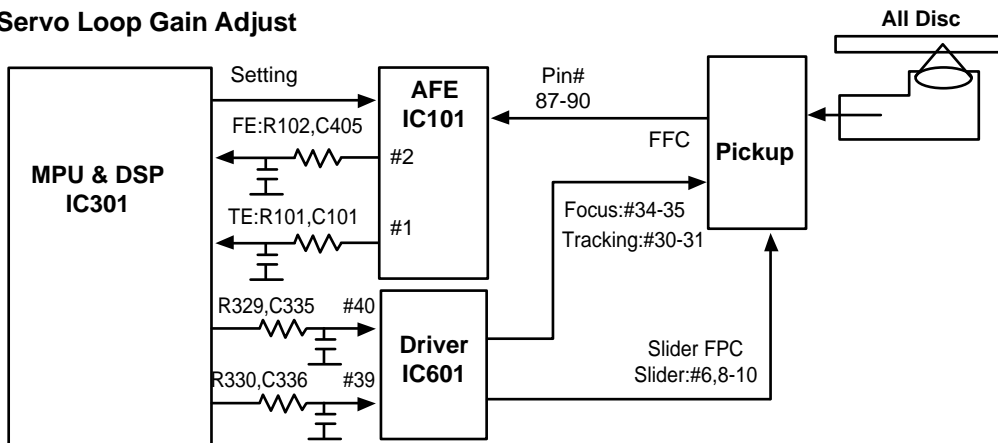 Servo Loop Gain Adjust
All Disc
Setting
AFE
IC101
Pin#
87-90
FE:R102,C405
#2
FFC
Pickup
MPU & DSP
IC301
TE:R101,C101
#1
Focus:#34-35
Tracking:#30-31
R329,C335
#40
Driver
IC601
Slider FPC
Slider:#6,8-10
R330,C336
#39